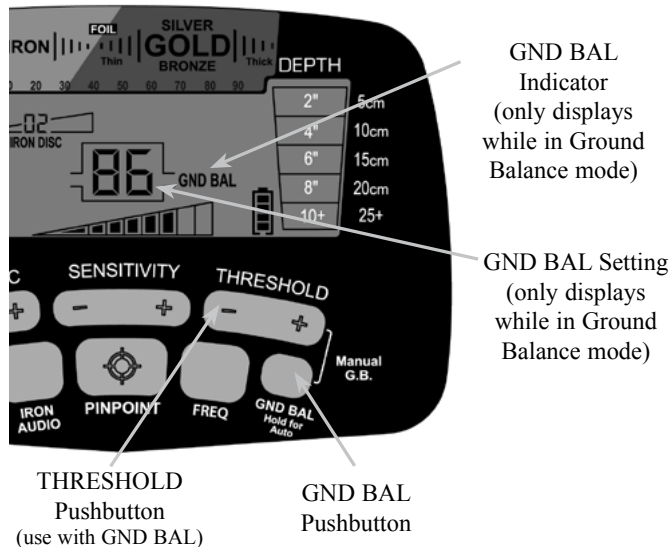 FOIL
SILVER
IRON
GOLD
Thin
BRONZE
Thick
DEPTH
10 20 30 40 50 60 70 80 90
2" 5cm
4" 10cm
6" 15cm
8" 20cm
10+ 25+
02
IRON DISC
86
GND BAL
GND BAL
Indicator
(only displays
while in Ground
Balance mode)
GND BAL Setting
(only displays
while in Ground
Balance mode)
C
SENSITIVITY
THRESHOLD
- +
- +
+
Manual
G.B.
IRON
AUDIO
PINPOINT
FREQ
GND BAL
Hold for
Auto
THRESHOLD
Pushbutton
(use with GND BAL)
GND BAL
Pushbutton